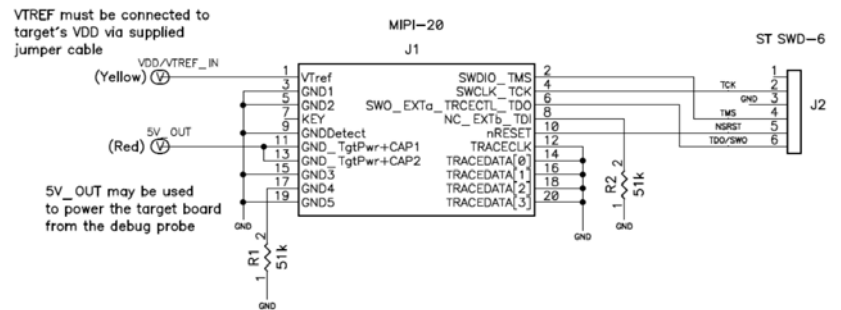 VTREF must be connected to
target's VDD via supplied
jumper cable
MIPI-20
J1
ST SWD-6
VDD/VTREF_IN
(Yellow) V
5V_OUT
(Red) V
5V_OUT may be used
to power the target board
from the debug probe
1 VTref SWDIO_TMS 2
3 GND1 SWCLK_TCK 4
5 GND2 SWO_EXTa_TRCECTL_TDO 6
7 KEY NC_EXTb_TDI 8
9 GNDDetect nRESET 10
11 GND_TgtPwr+CAP1 TRACECLK 12
13 GND_TgtPwr+CAP2 TRACEDATA[0] 14
15 GND3 TRACEDATA[1] 16
17 GND4 TRACEDATA[2] 18
19 GND5 TRACEDATA[3] 20
1
TCK 2
GND 3
TMS 4
NSRST 5
TDO/SWO 6
J2
GND
1 R1 2
51k
GND
GND
1 R2 2
51k
GND